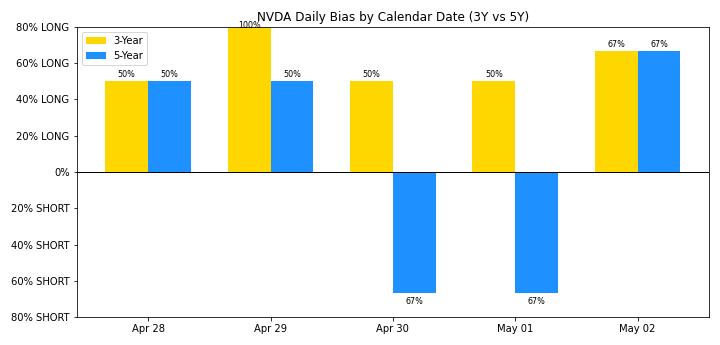 NVDA Daily Bias by Calendar Date (3Y vs 5Y)
80% LONG
60% LONG
40% LONG
20% LONG
0%
20% SHORT
40% SHORT
60% SHORT
80% SHORT
3-Year
5-Year
50%
50%
100%
50%
50%
67%
50%
67%
67%
67%
Apr 28
Apr 29
Apr 30
May 01
May 02